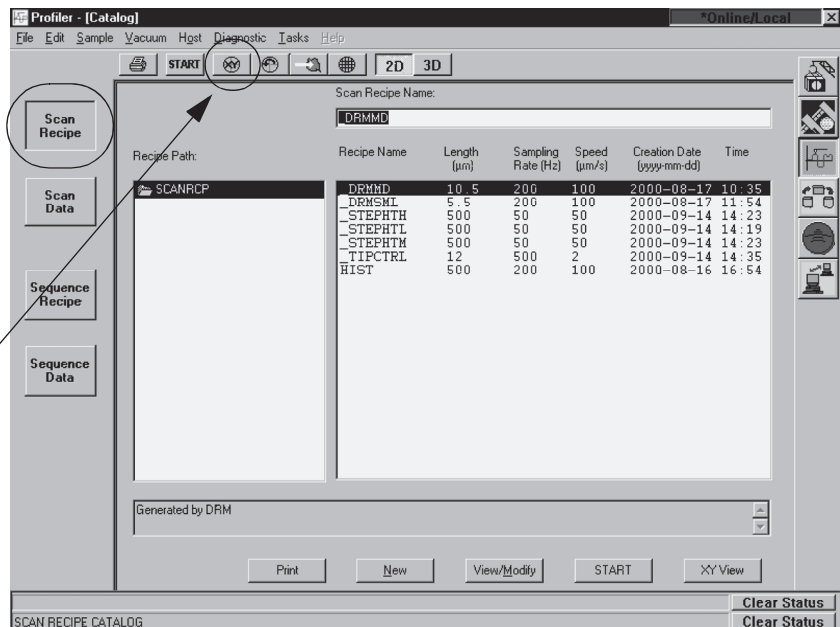 Profiler - [Catalog] *Online/Local
File Edit Sample Vacuum Host Diagnostic Tasks Help
START XY 2D 3D
Scan Recipe
Scan Data
Sequence Recipe
Sequence Data
Scan Recipe Name:
_DRMMD
Recipe Path:
SCANRCP
Recipe Name Length (µm) Sampling Rate (Hz) Speed (µm/s) Creation Date (yyyy-mm-dd) Time
_DRMMD 10.5 200 100 2000-08-17 10:35
_DRMSML 5.5 200 100 2000-08-17 11:54
_STEPHTH 500 50 50 2000-09-14 14:23
_STEPHTL 500 50 50 2000-09-14 14:19
_STEPHTM 500 50 50 2000-09-14 14:23
_TIPCTRL 12 500 2 2000-09-14 14:35
HIST 500 200 100 2000-08-16 16:54
Generated by DRM
Print New View/Modify START XY View
Clear Status
SCAN RECIPE CATALOG Clear Status